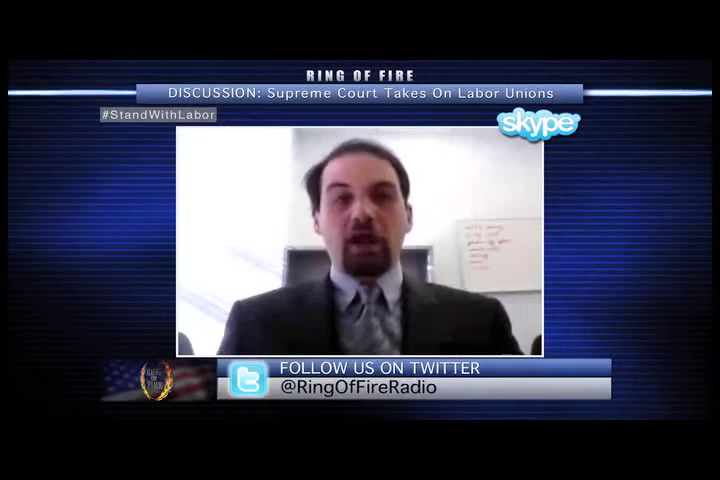 RING OF FIRE
DISCUSSION: Supreme Court Takes On Labor Unions
#StandWithLabor
skype
FOLLOW US ON TWITTER
@RingOfFireRadio